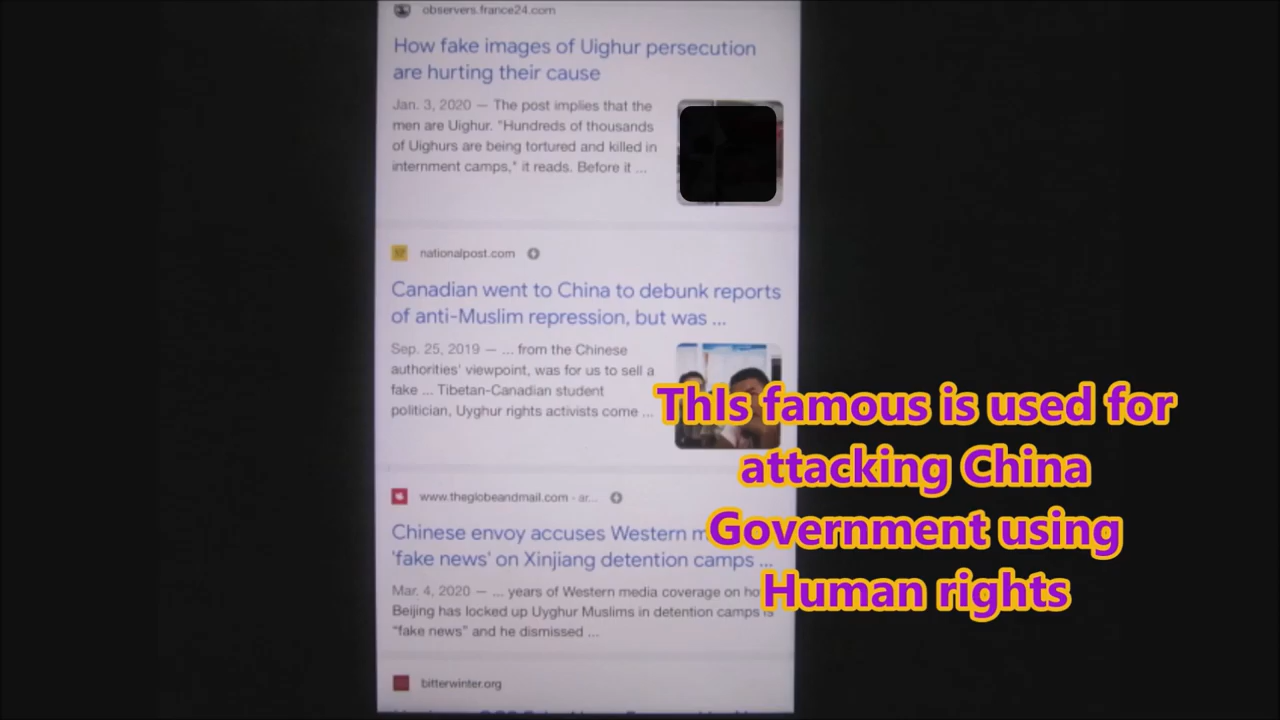 observers.france24.com
How fake images of Uighur persecution
are hurting their cause
Jan. 3, 2020 — The post implies that the
men are Uighur. "Hundreds of thousands
of Uighurs are being tortured and killed in
internment camps," it reads. Before it ...
nationalpost.com
Canadian went to China to debunk reports
of anti-Muslim repression, but was ...
Sep. 25, 2019 — ... from the Chinese
authorities' viewpoint, was for us to sell a
fake ... Tibetan-Canadian student
politician, Uyghur rights activists come ...
www.theglobeandmail.com - ar...
Chinese envoy accuses Western
'fake news' on Xinjiang detention camps ...
Mar. 4, 2020 — ... years of Western media coverage on
Beijing has locked up Uyghur Muslims in detention camps is
"fake news" and he dismissed ...
bitterwinter.org
ThIs famous is used for
attacking China
Government using
Human rights